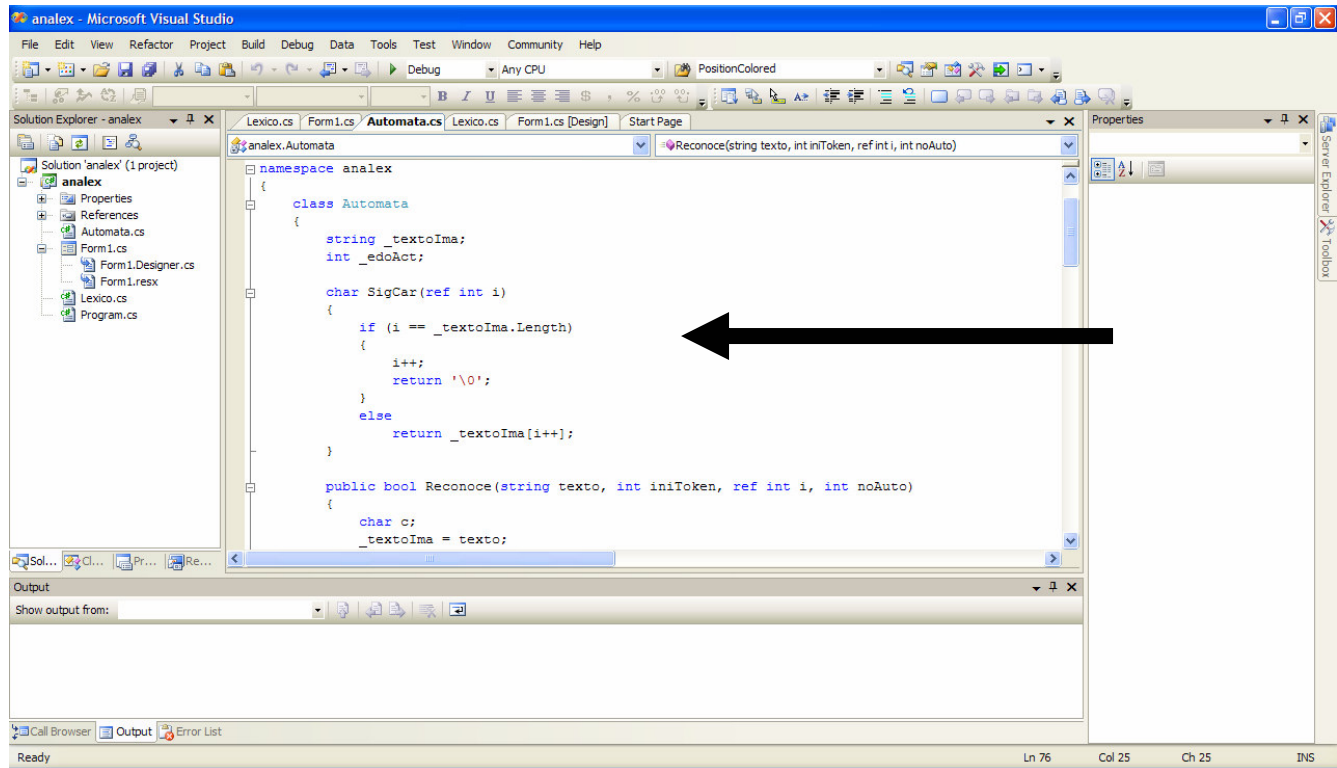 analex - Microsoft Visual Studio
File Edit View Refactor Project Build Debug Data Tools Test Window Community Help
Debug Any CPU PositionColored
B I U
Solution Explorer - analex
Solution 'analex' (1 project)
analex
Properties
References
Automata.cs
Form1.cs
Form1.Designer.cs
Form1.resx
Lexico.cs
Program.cs
Sol... Cl... Pr... Re...
Lexico.cs Form1.cs Automata.cs Lexico.cs Form1.cs [Design] Start Page
analex.Automata Reconoce(string texto, int iniToken, ref int i, int noAuto)
namespace analex
{
class Automata
{
string _textoIma;
int _edoAct;
char SigCar(ref int i)
{
if (i == _textoIma.Length)
{
i++;
return '\0';
}
else
return _textoIma[i++];
}
public bool Reconoce(string texto, int iniToken, ref int i, int noAuto)
{
char c;
_textoIma = texto;
Properties
Server Explorer
Toolbox
Output
Show output from:
Call Browser Output Error List
Ready Ln 76 Col 25 Ch 25 INS